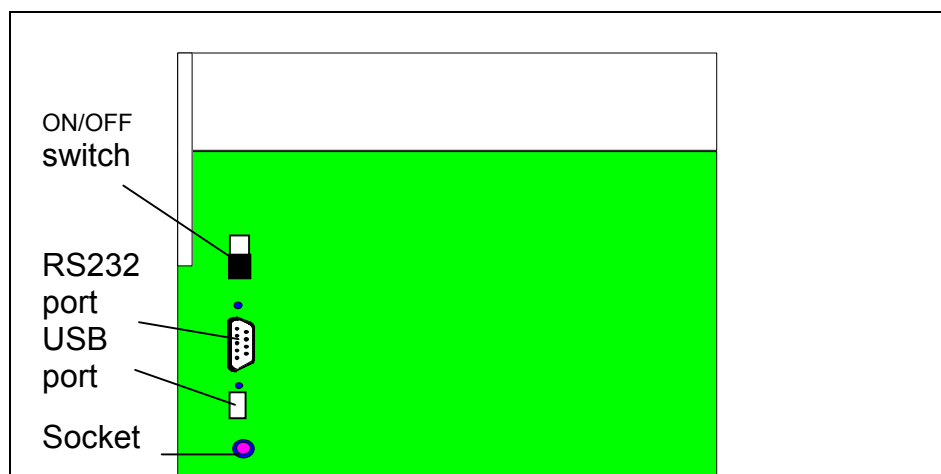 ON/OFF
switch
RS232
port
USB
port
Socket